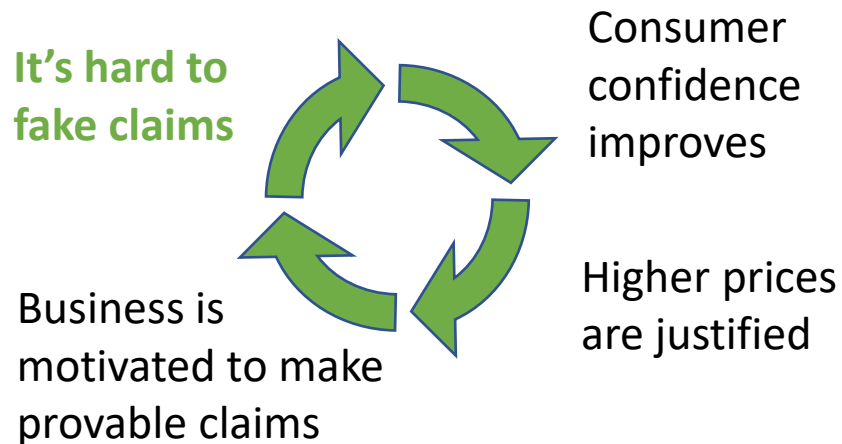 It’s hard to
fake claims
Consumer
confidence
improves
Higher prices
are justified
Business is
motivated to make
provable claims